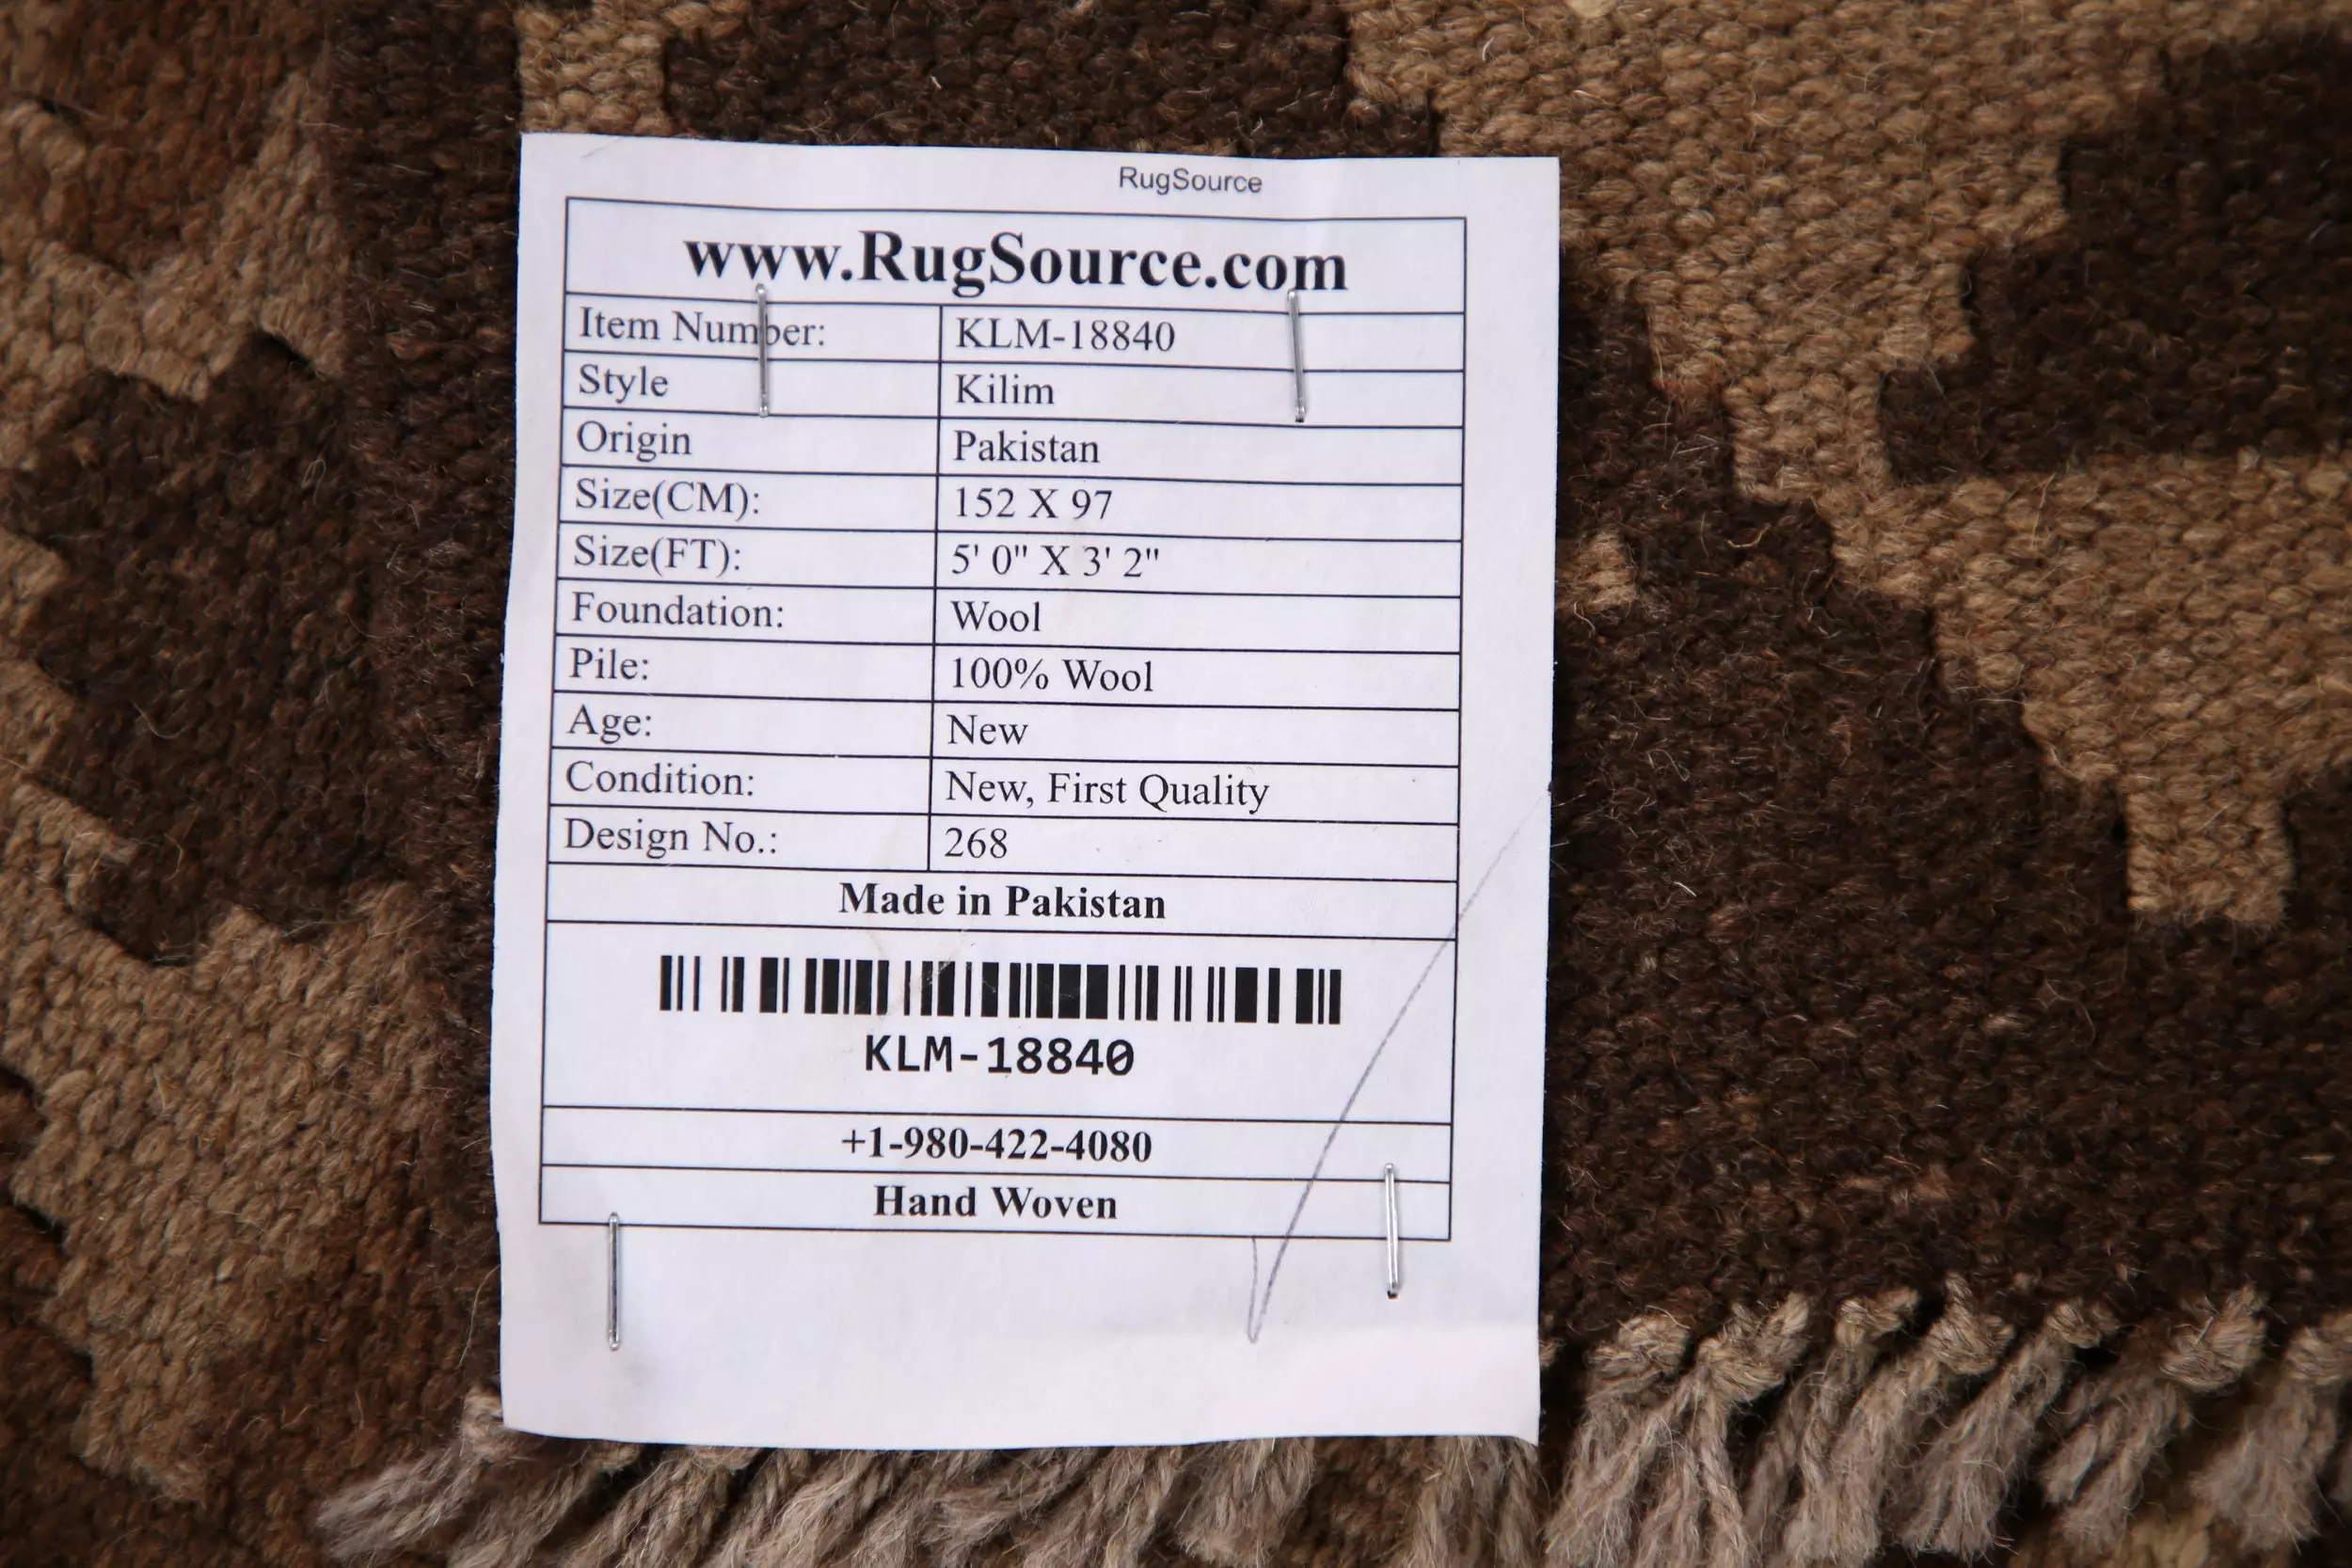 RugSource
www.RugSource.com
Item Number: KLM-18840
Style Kilim
Origin Pakistan
Size(CM): 152 X 97
Size(FT): 5' 0" X 3' 2"
Foundation: Wool
Pile: 100% Wool
Age: New
Condition: New, First Quality
Design No.: 268
Made in Pakistan
KLM-18840
+1-980-422-4080
Hand Woven